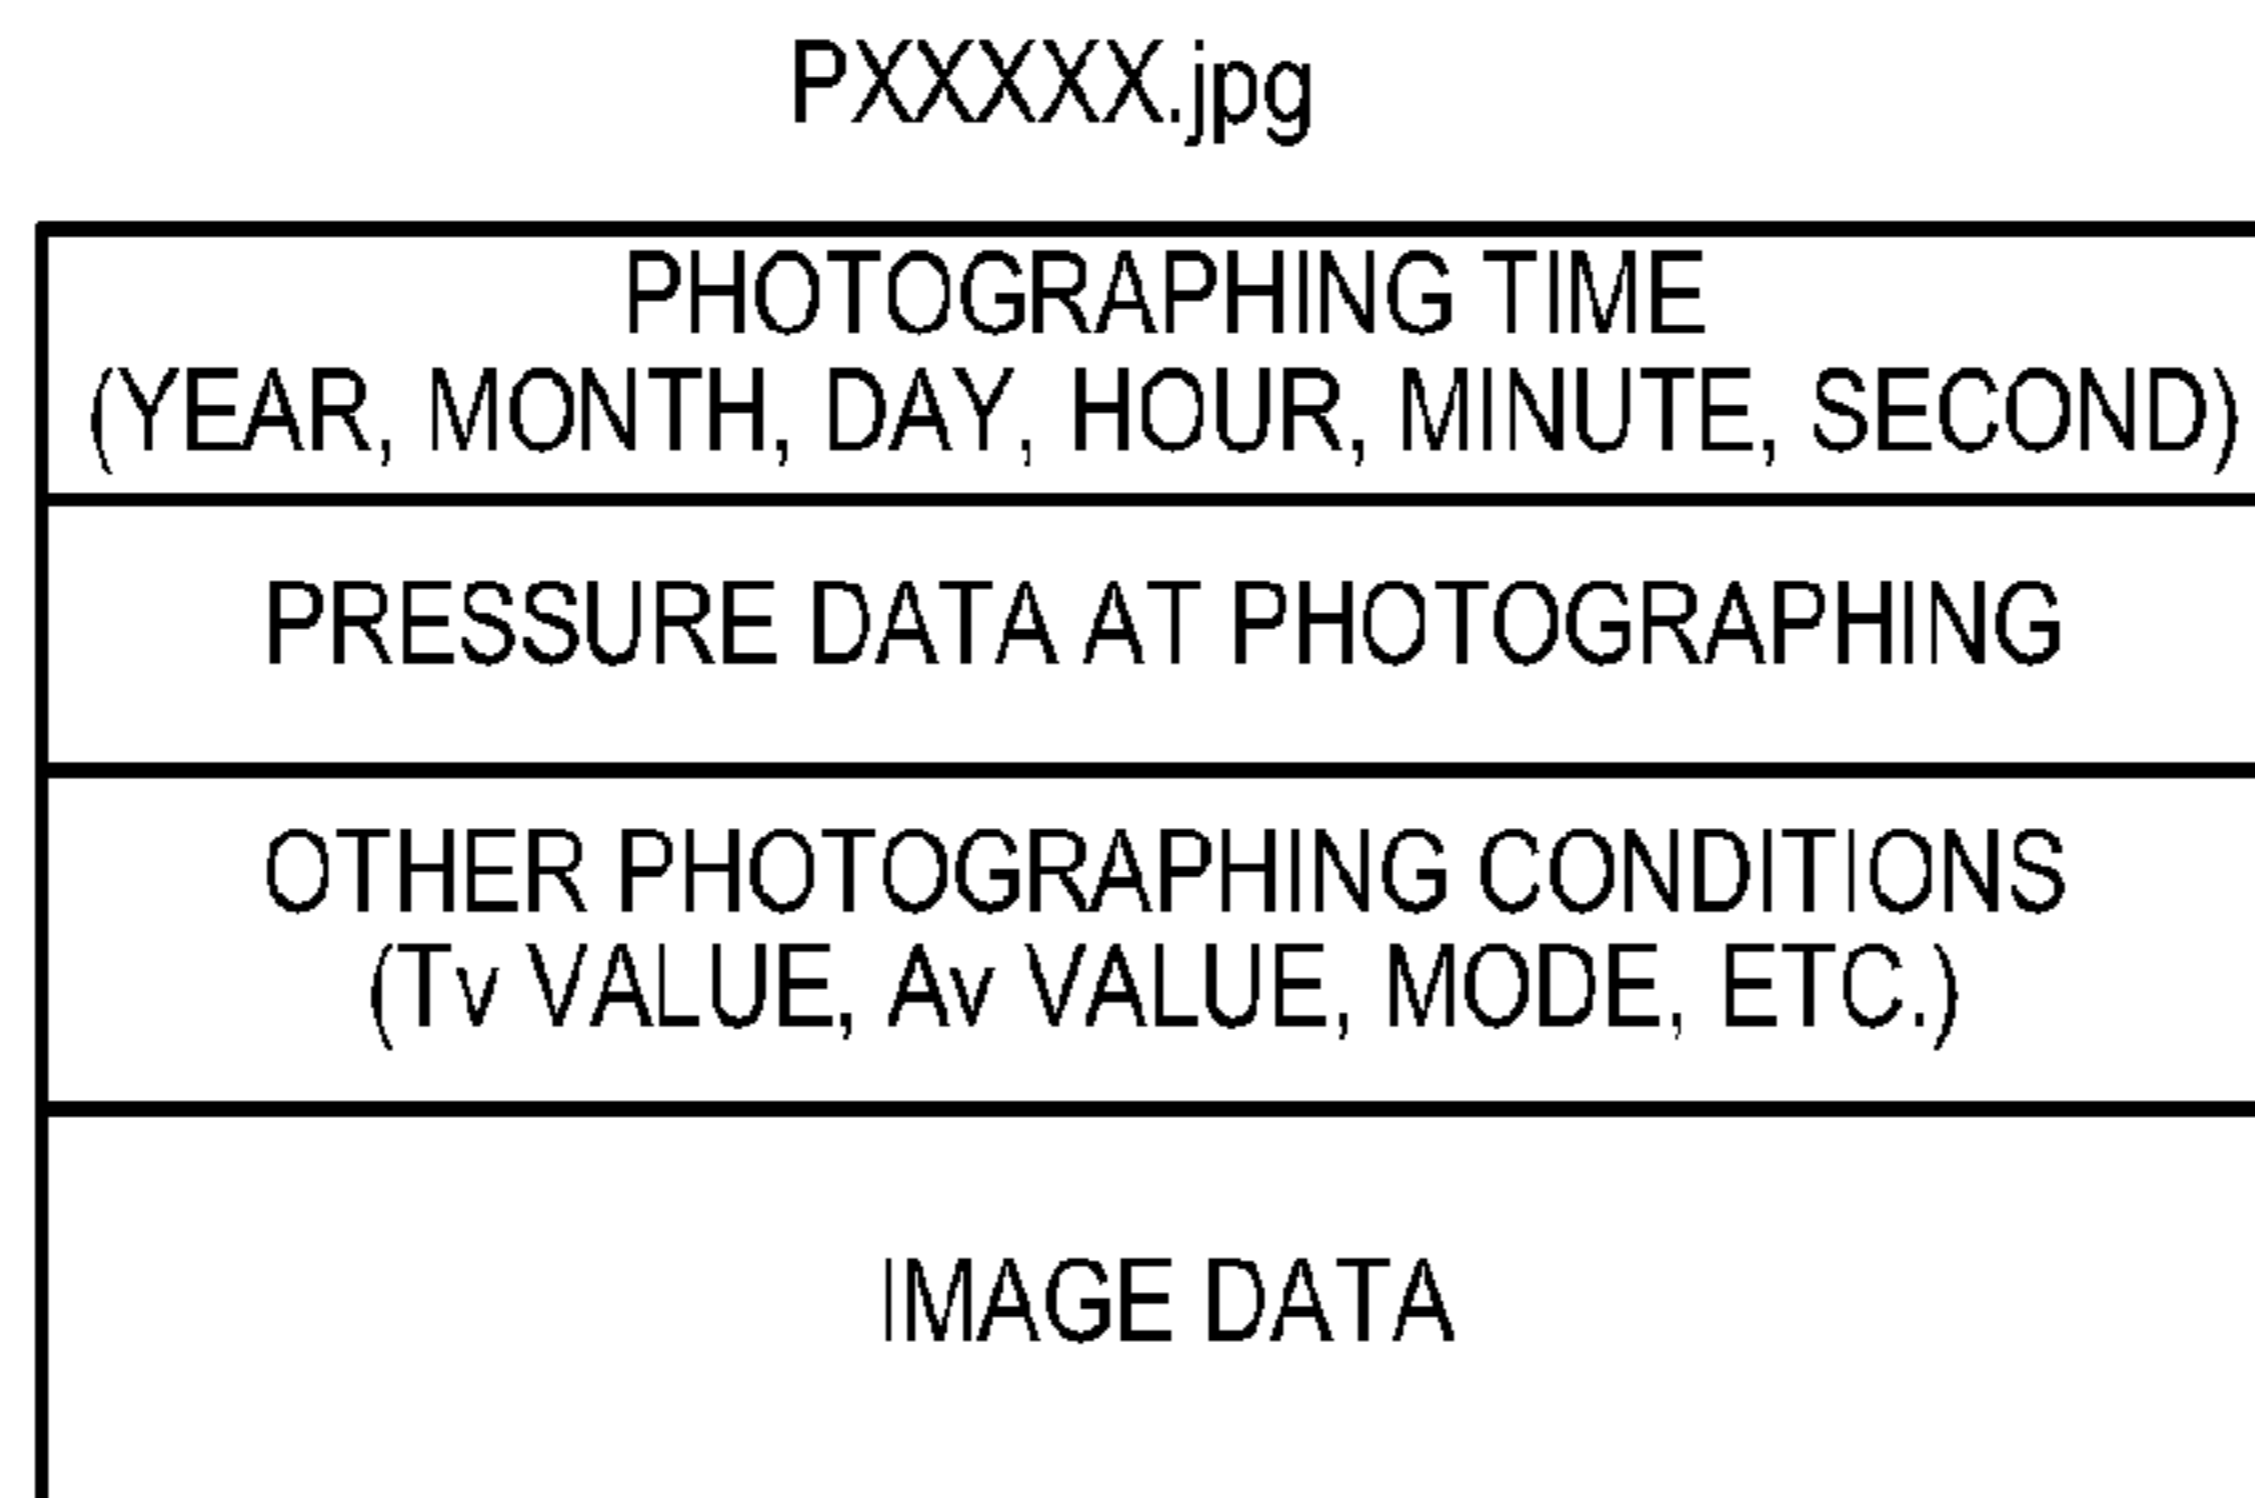 PXXXXX.jpg
PHOTOGRAPHING TIME
(YEAR, MONTH, DAY, HOUR, MINUTE, SECOND)
PRESSURE DATA AT PHOTOGRAPHING
OTHER PHOTOGRAPHING CONDITIONS
(Tv VALUE, Av VALUE, MODE, ETC.)
IMAGE DATA